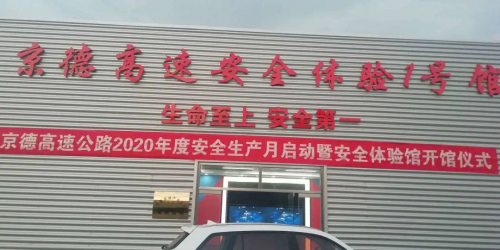 京德高速安全体验1号馆
生命至上 安全第一
京德高速公路2020年度安全生产月启动暨安全体验馆开馆仪式